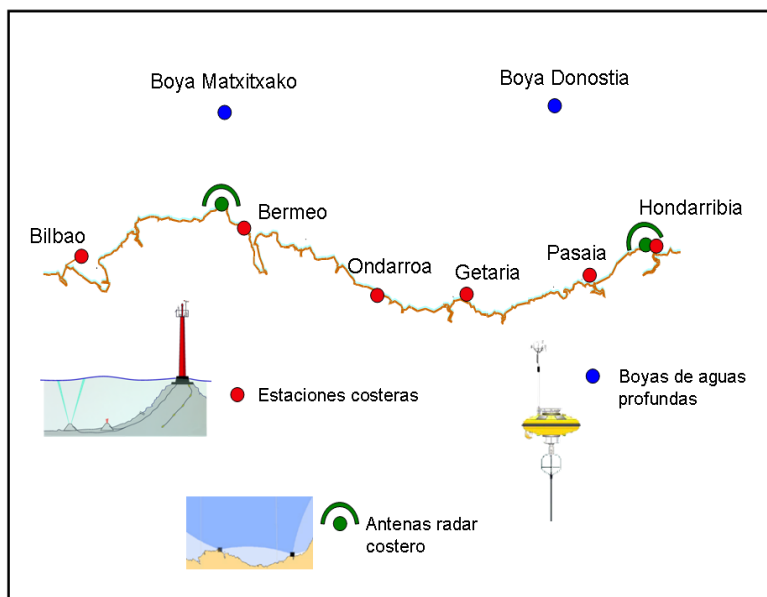 Boya Matxitxako
Boya Donostia
Bermeo
Hondarribia
Bilbao
Pasaia
Ondarroa
Getaria
Estaciones costeras
Boyas de aguas
profundas
Antenas radar
costero